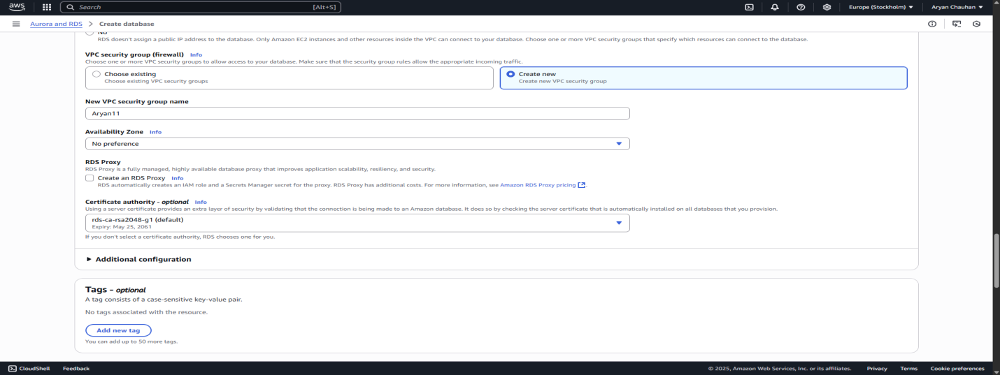 aws
Search [Alt+S] Europe (Stockholm) Aryan Chauhan
Aurora and RDS > Create database
No
RDS doesn't assign a public IP address to the database. Only Amazon EC2 instances and other resources inside the VPC can connect to your database. Choose one or more VPC security groups that specify which resources can connect to the database.
VPC security group (firewall) Info
Choose one or more VPC security groups to allow access to your database. Make sure that the security group rules allow the appropriate incoming traffic.
Choose existing
Choose existing VPC security groups
Create new
Create new VPC security group
New VPC security group name
Aryan11
Availability Zone Info
No preference
RDS Proxy
RDS Proxy is a fully managed, highly available database proxy that improves application scalability, resiliency, and security.
Create an RDS Proxy Info
RDS automatically creates an IAM role and a Secrets Manager secret for the proxy. RDS Proxy has additional costs. For more information, see Amazon RDS Proxy pricing.
Certificate authority - optional Info
Using a server certificate provides an extra layer of security by validating that the connection is being made to an Amazon database. It does so by checking the server certificate that is automatically installed on all databases that you provision.
rds-ca-rsa2048-g1 (default)
Expiry: May 25, 2061
If you don't select a certificate authority, RDS chooses one for you.
Additional configuration
Tags - optional
A tag consists of a case-sensitive key-value pair.
No tags associated with the resource.
Add new tag
You can add up to 50 more tags.
CloudShell Feedback © 2025, Amazon Web Services, Inc. or its affiliates. Privacy Terms Cookie preferences